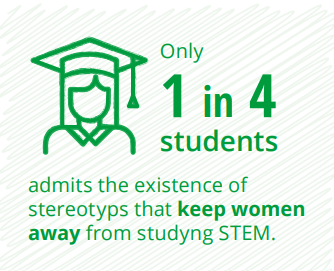 Only
1 in 4
students
admits the existence of
stereotyps that keep women
away from studyng STEM.